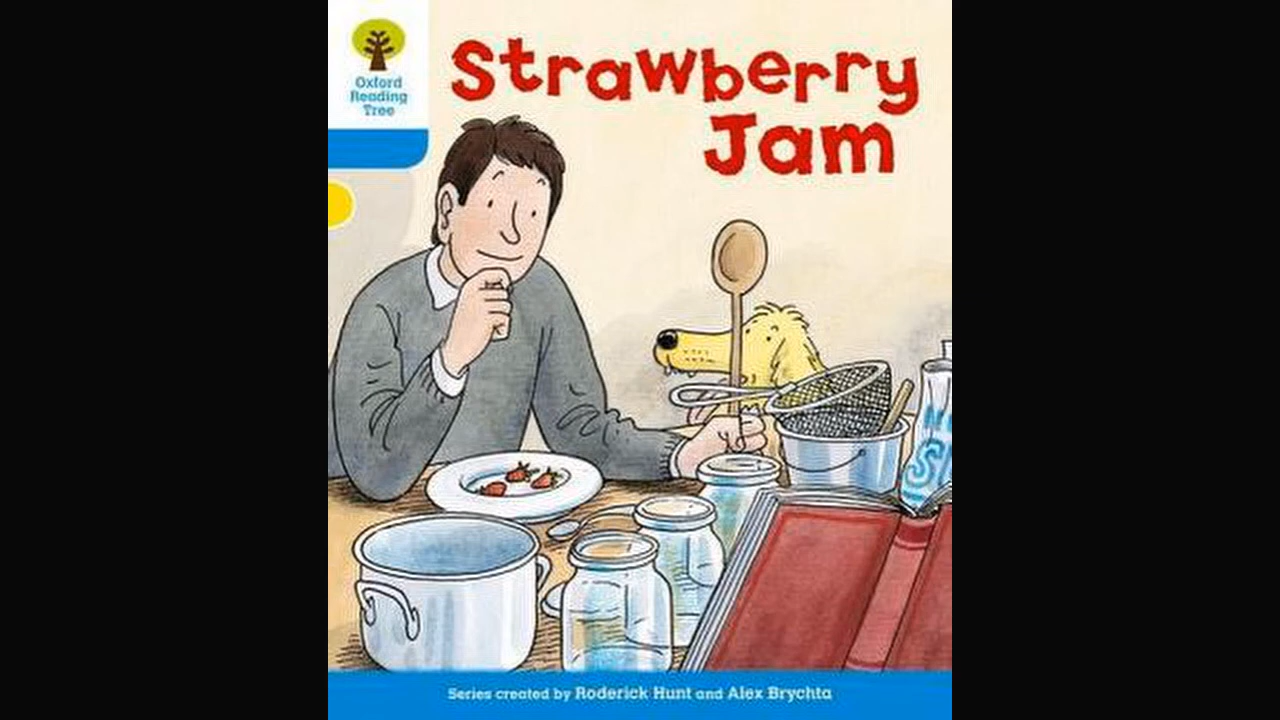 Oxford
Reading
Tree
Strawberry
Jam
Series created by Roderick Hunt and Alex Brychta